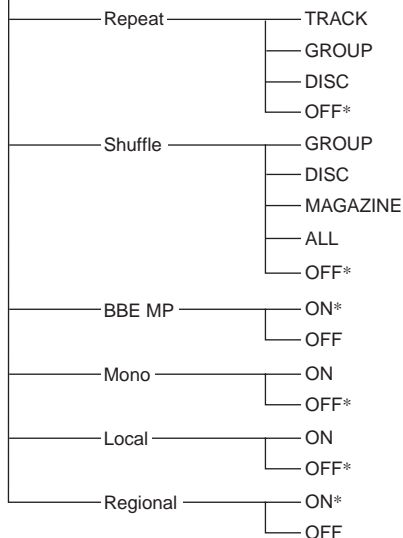 Repeat TRACK
GROUP
DISC
OFF*
Shuffle GROUP
DISC
MAGAZINE
ALL
OFF*
BBE MP ON*
OFF
Mono ON
OFF*
Local ON
OFF*
Regional ON*
OFF